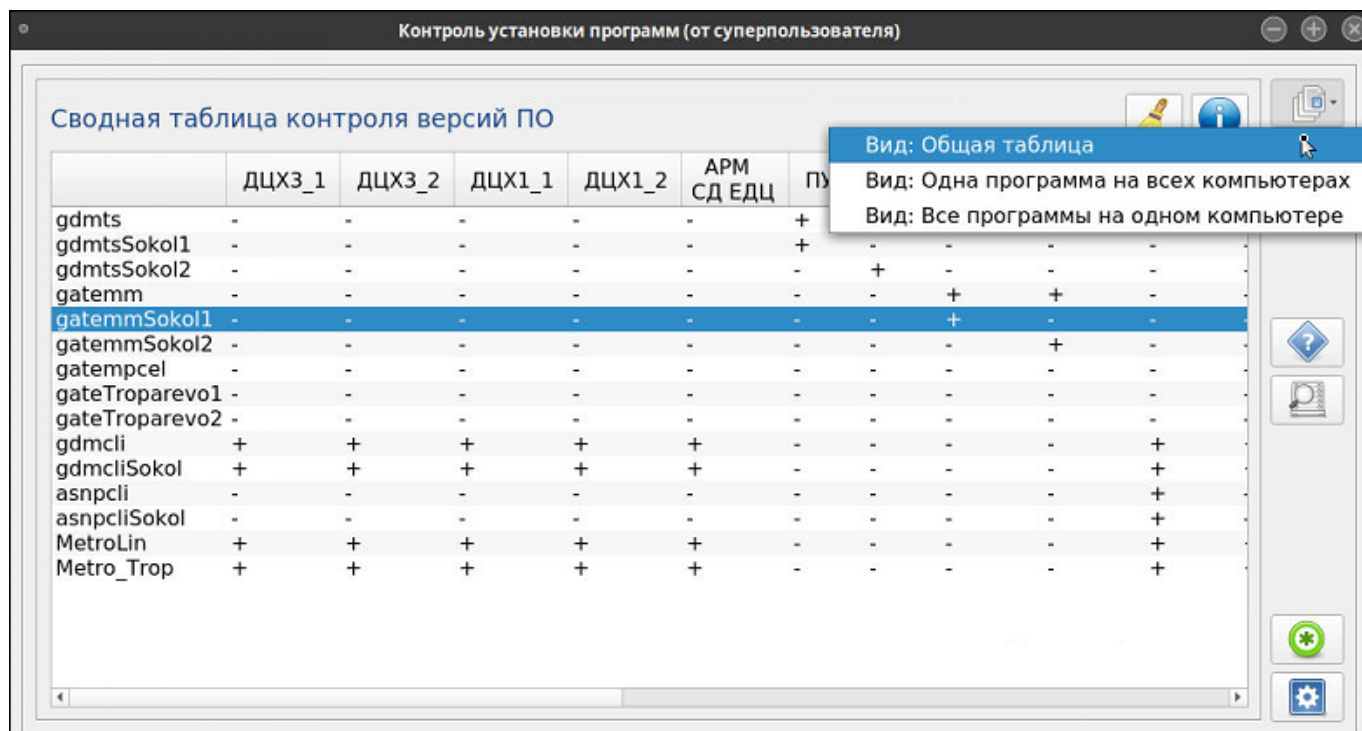 Контроль установки программ (от суперпользователя)
Сводная таблица контроля версий ПО
Вид: Общая таблица
Вид: Одна программа на всех компьютерах
Вид: Все программы на одном компьютере
ДЦХ3_1 ДЦХ3_2 ДЦХ1_1 ДЦХ1_2 АРМ СД ЕДЦ
gdmts - - - - - +
gdmtsSokol1 - - - - - + - - - - -
gdmtsSokol2 - - - - - - + - - - -
gatemm - - - - - - - + + - -
gatemmSokol1 - - - - - - - + - - -
gatemmSokol2 - - - - - - - - + - -
gatempcel - - - - - - - - - - -
gateTroparevo1 - - - - - - - - - - -
gateTroparevo2 - - - - - - - - - - -
gdmcli + + + + + - - - - + -
gdmcliSokol + + + + + - - - - + -
asnpcli - - - - - - - - - + -
asnpcliSokol - - - - - - - - - + -
MetroLin + + + + + - - - - + -
Metro_Trop + + + + + - - - - + -